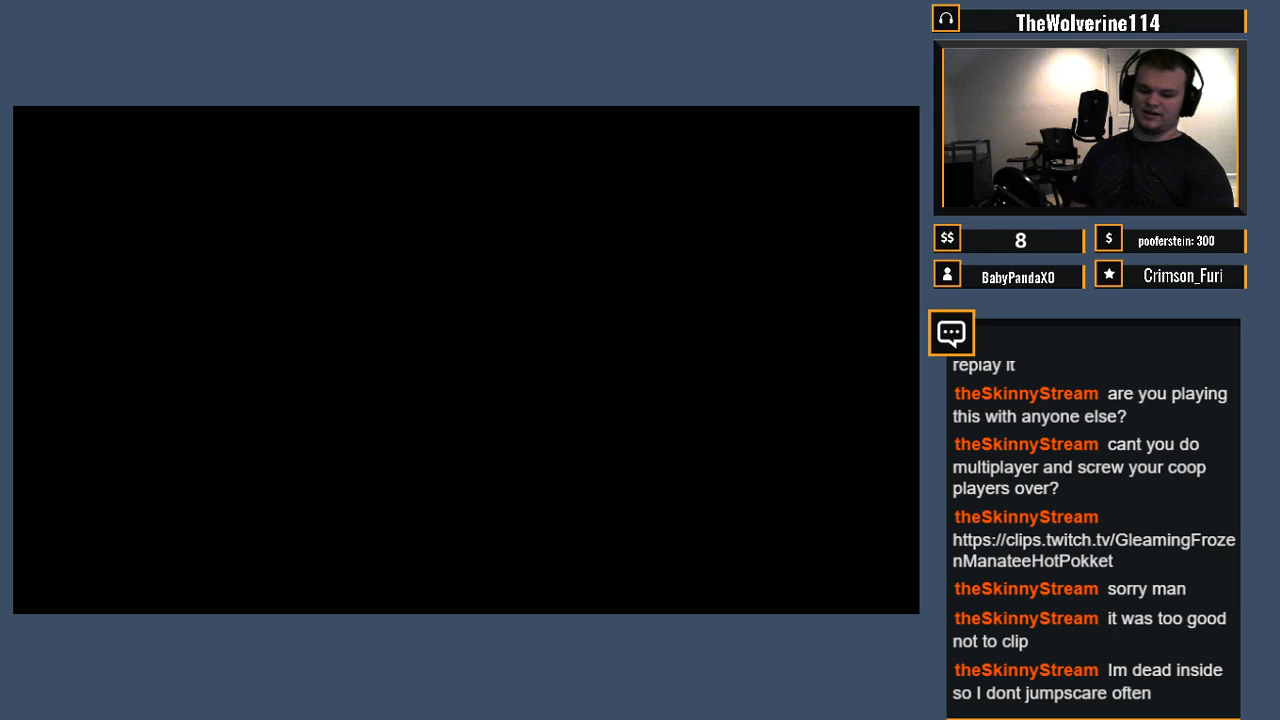 TheWolverine114
$$ 8
$ pooferstein: 300
BabyPandaXO
Crimson_Furi
replay it
theSkinnyStream are you playing
this with anyone else?
theSkinnyStream cant you do
multiplayer and screw your coop
players over?
theSkinnyStream
https://clips.twitch.tv/GleamingFroze
nManateeHotPokket
theSkinnyStream sorry man
theSkinnyStream it was too good
not to clip
theSkinnyStream Im dead inside
so I dont jumpscare often